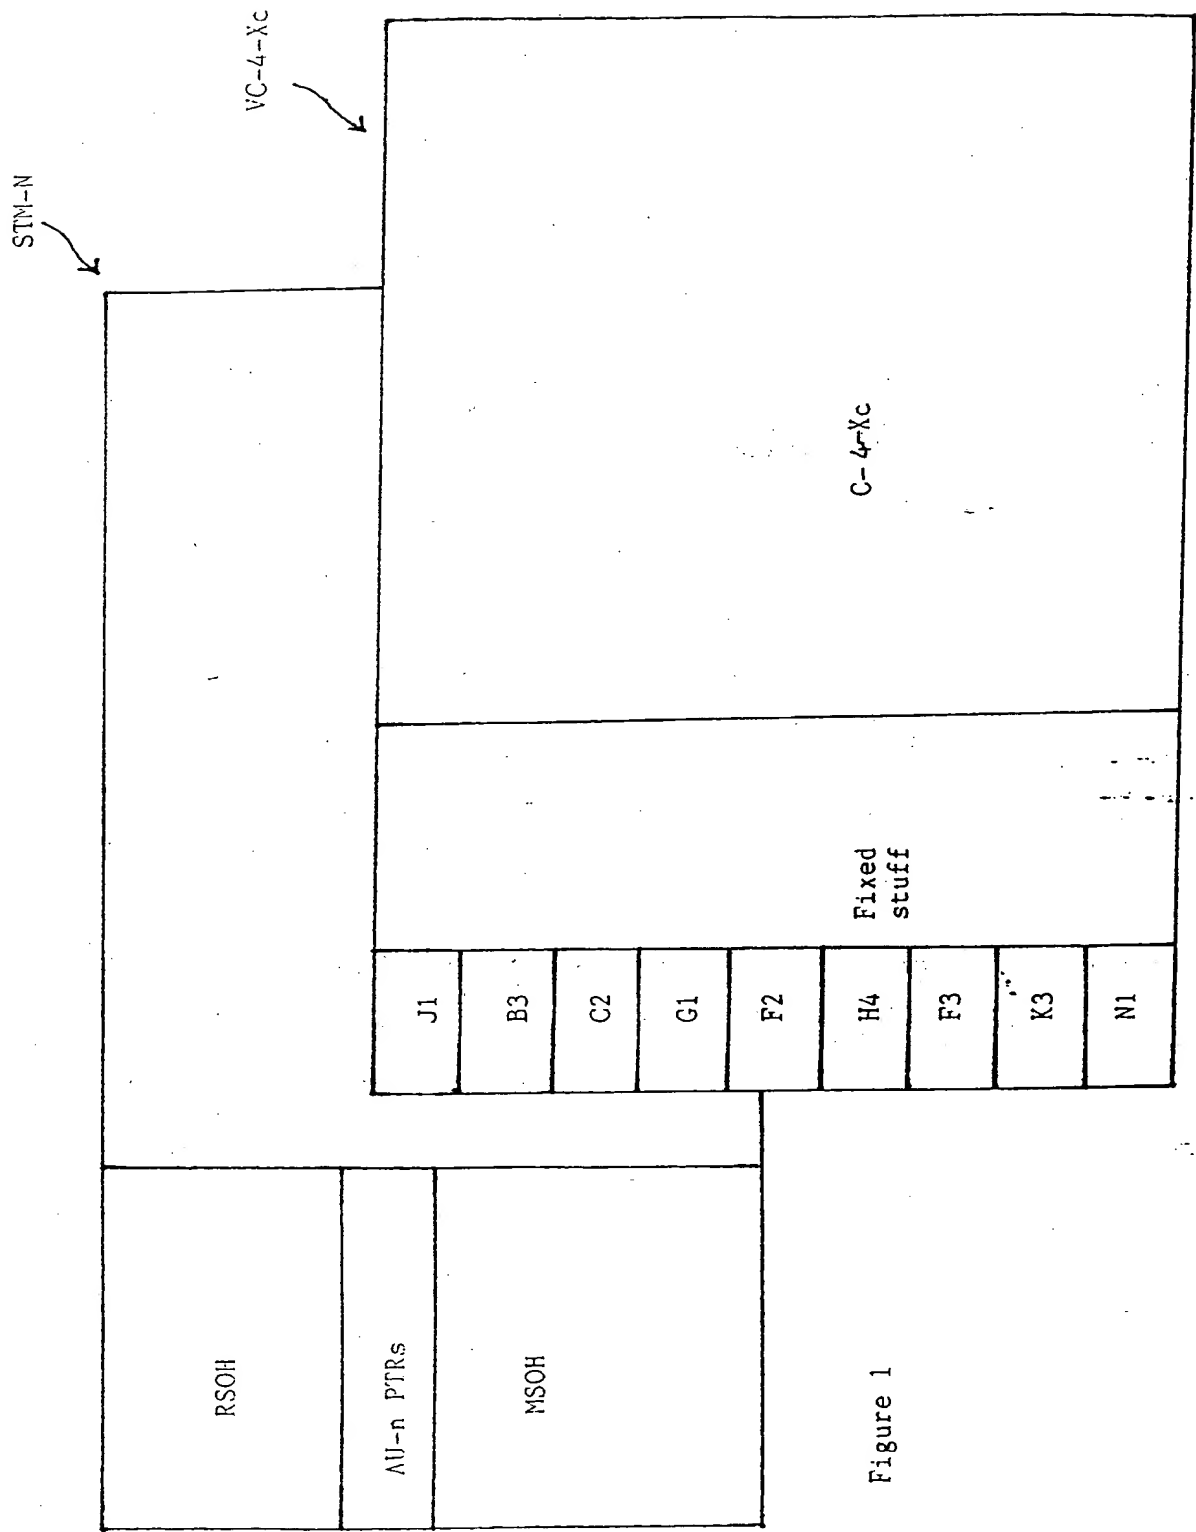 STM-N
VC-4-Xc
RSOH
AU-n PTRs
MSOH
J1
B3
C2
G1
F2
H4
F3
K3
N1
Fixed
stuff
C-4-Xc
Figure 1